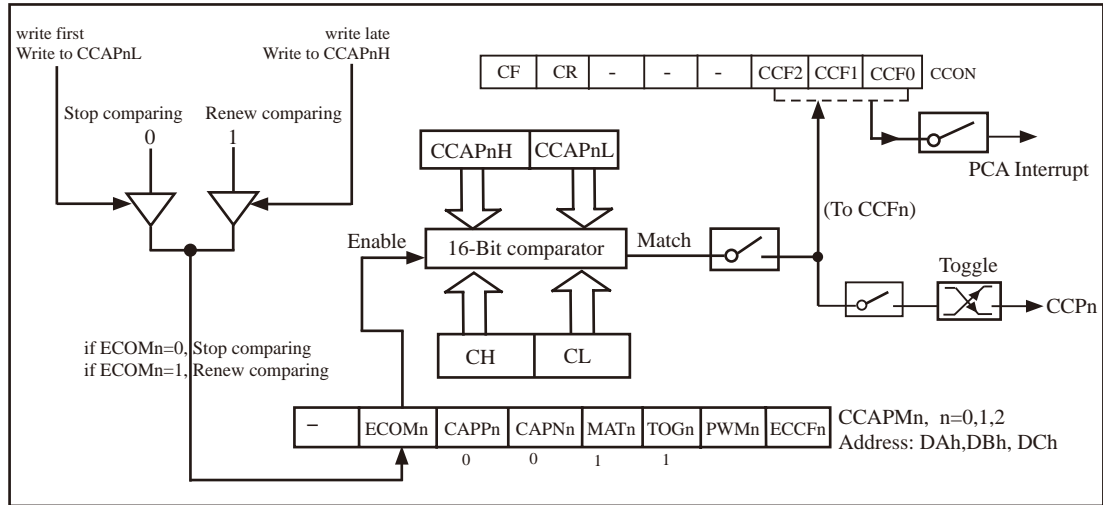 write first
Write to CCAPnL
write late
Write to CCAPnH
CF CR - - - CCF2 CCF1 CCF0 CCON
Stop comparing
0
Renew comparing
1
CCAPnH CCAPnL
PCA Interrupt
(To CCFn)
Enable
16-Bit comparator
Match
Toggle
CCPn
CH CL
if ECOMn=0, Stop comparing
if ECOMn=1, Renew comparing
- ECOMn CAPPn CAPNn MATn TOGn PWMn ECCFn
CCAPMn, n=0,1,2
Address: DAh,DBh, DCh
0 0 1 1